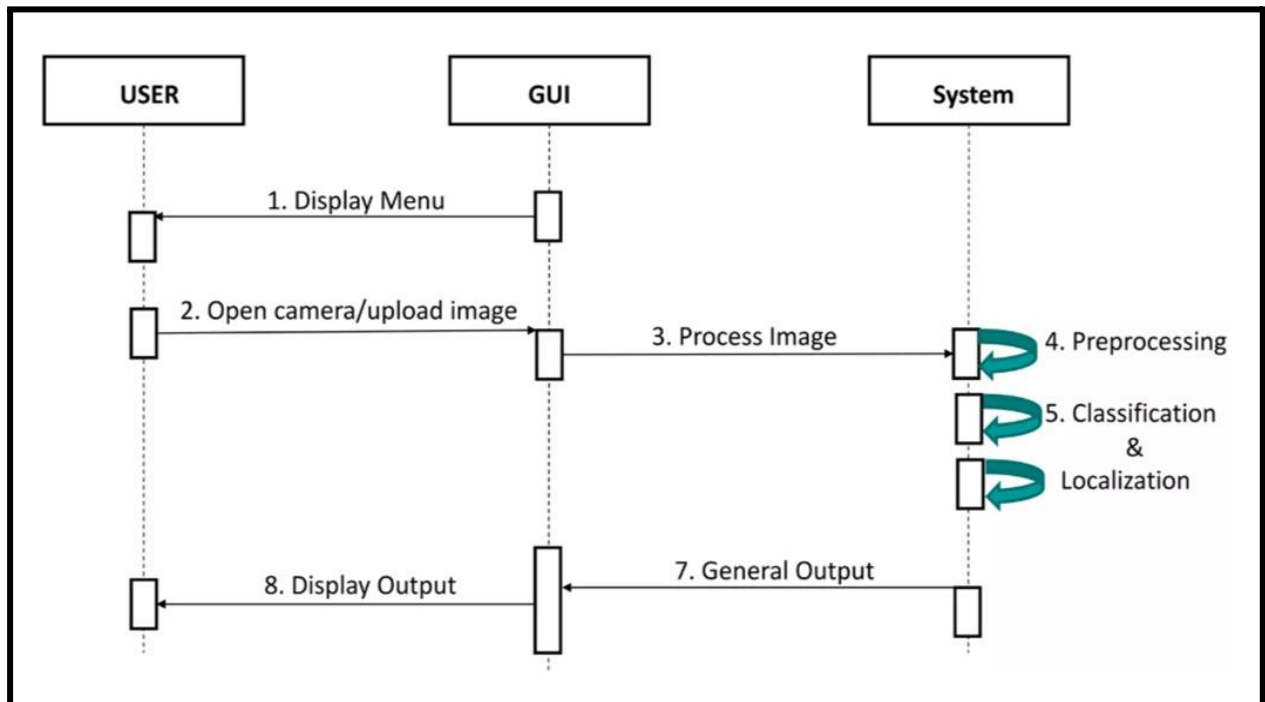 USER
GUI
System
1. Display Menu
2. Open camera/upload image
3. Process Image
4. Preprocessing
5. Classification
&
Localization
7. General Output
8. Display Output